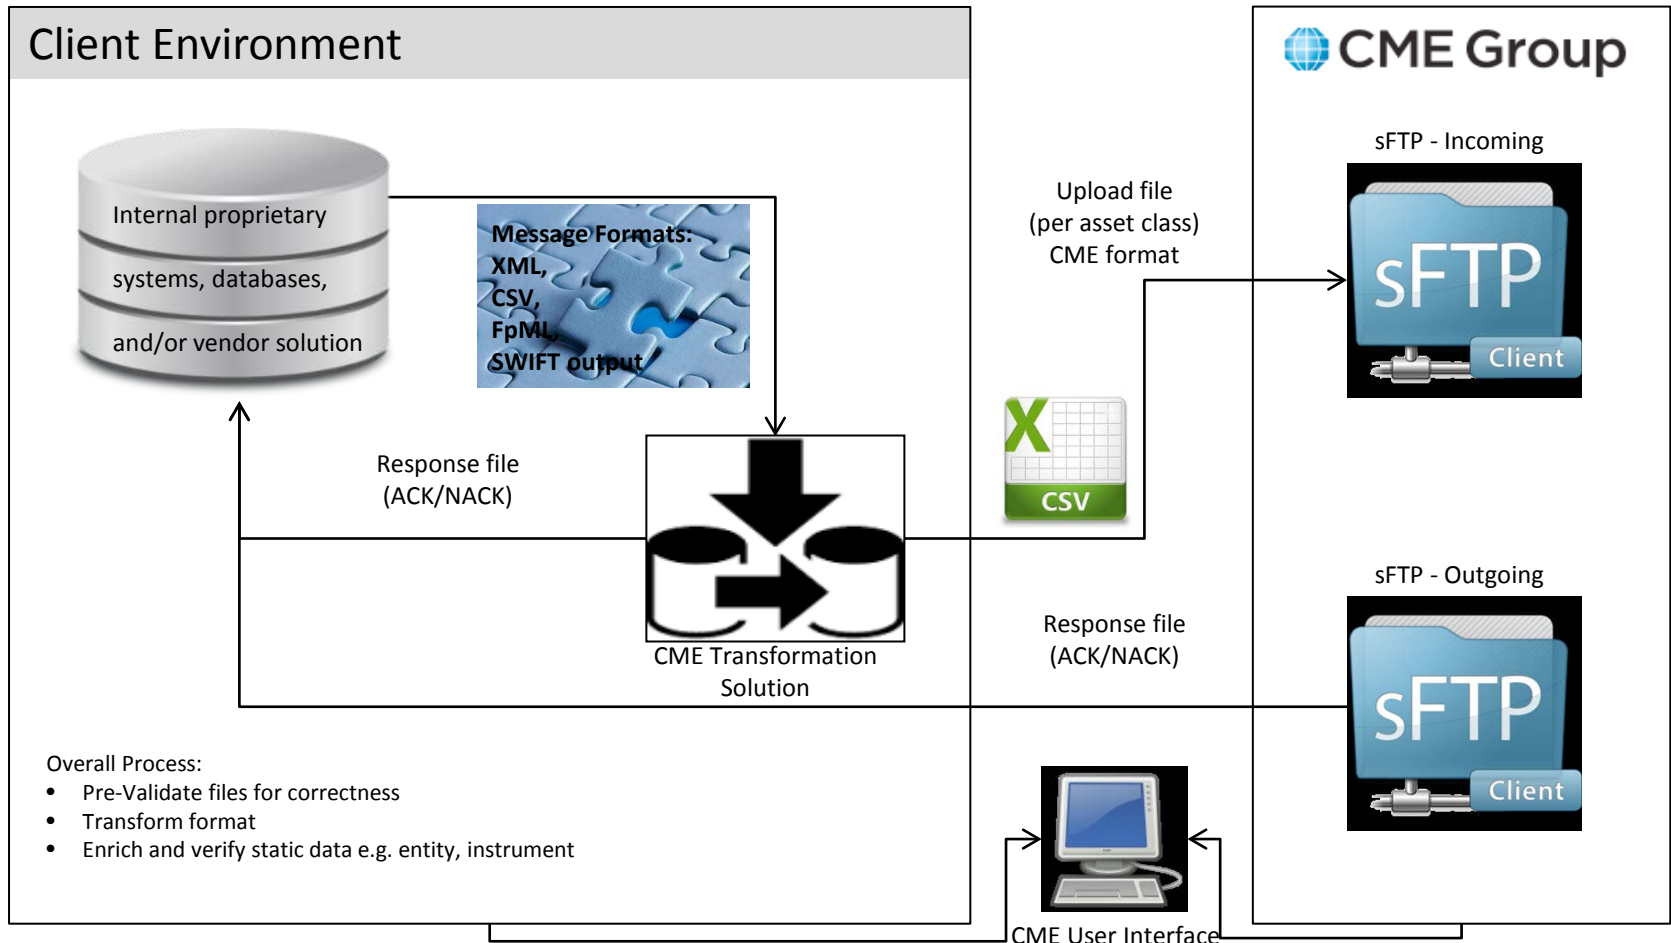 Client Environment
CME Group
sFTP - Incoming
sFTP
Client
Internal proprietary
systems, databases,
and/or vendor solution
Message Formats:
XML,
CSV,
FpML,
SWIFT output
Upload file
(per asset class)
CME format
X
CSV
Response file
(ACK/NACK)
CME Transformation
Solution
sFTP - Outgoing
sFTP
Client
Response file
(ACK/NACK)
Overall Process:
• Pre-Validate files for correctness
• Transform format
• Enrich and verify static data e.g. entity, instrument
CME User Interface